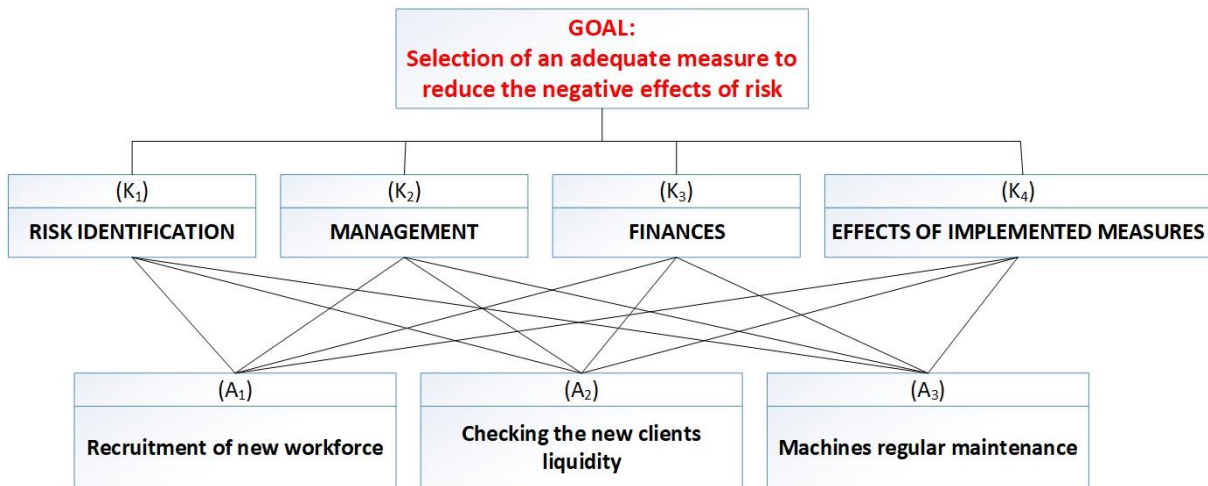 GOAL:
Selection of an adequate measure to
reduce the negative effects of risk
(K₁)
RISK IDENTIFICATION
(K₂)
MANAGEMENT
(K₃)
FINANCES
(K₄)
EFFECTS OF IMPLEMENTED MEASURES
(A₁)
Recruitment of new workforce
(A₂)
Checking the new clients
liquidity
(A₃)
Machines regular maintenance